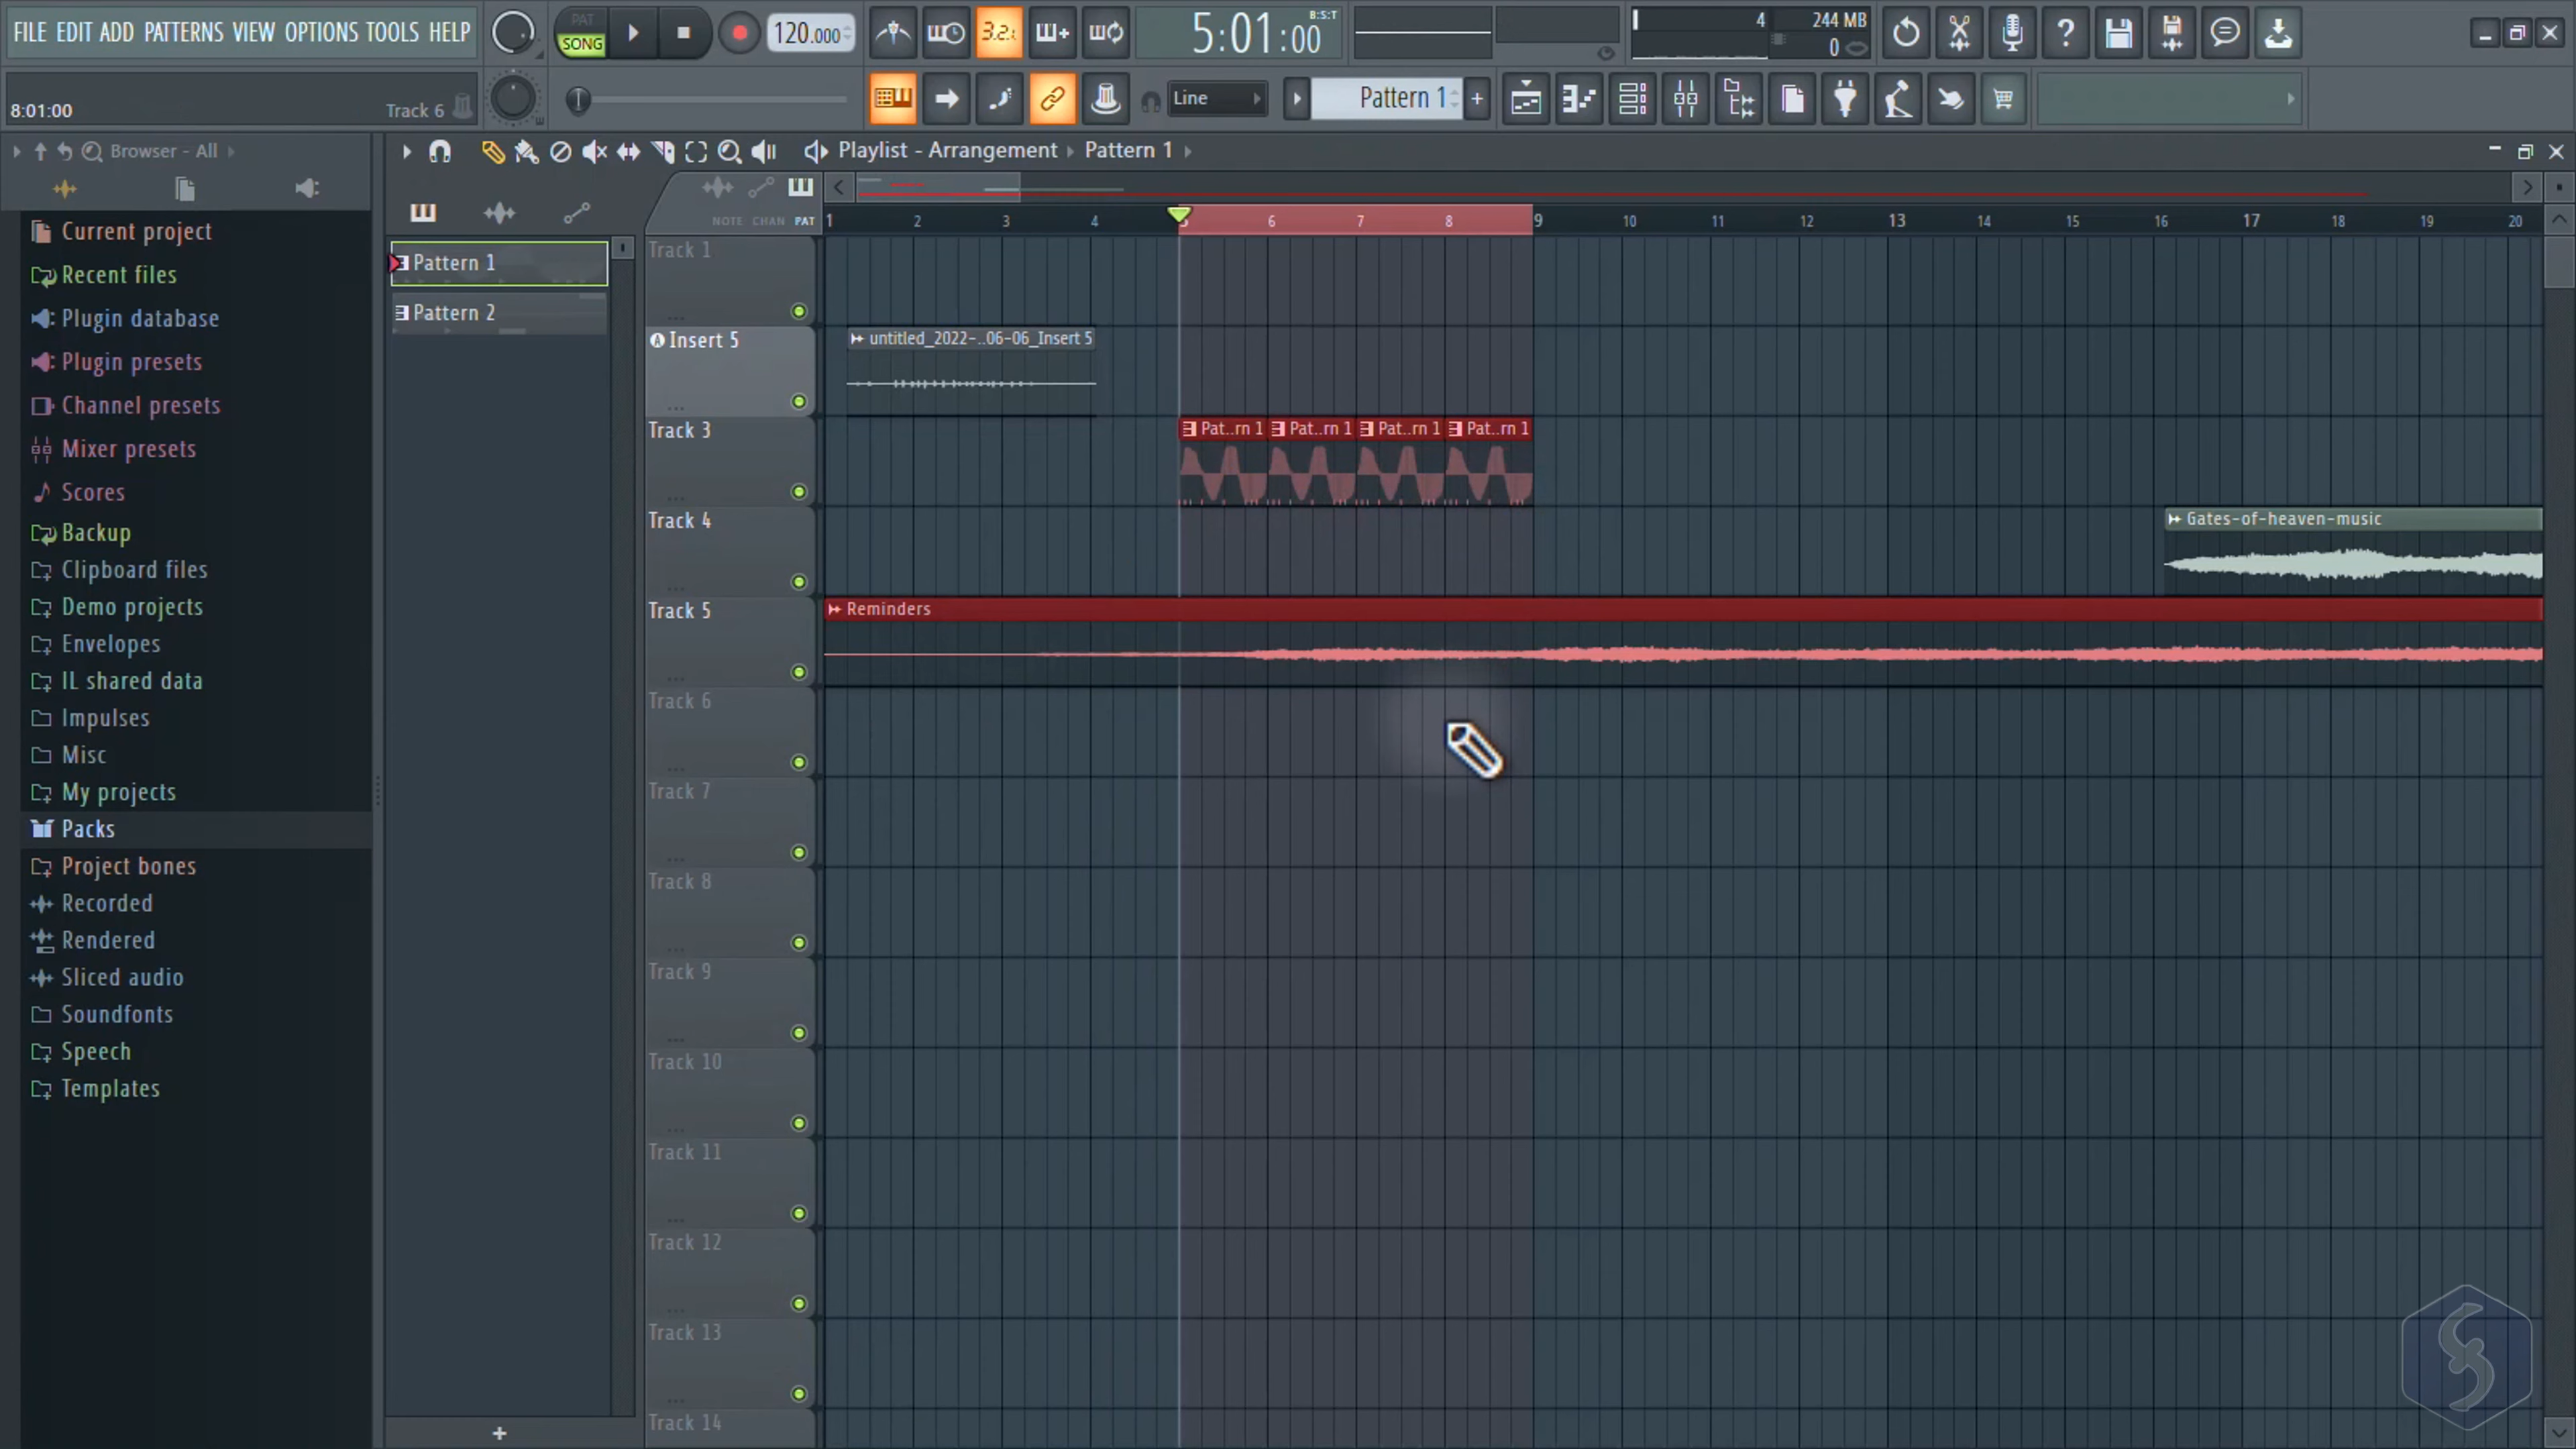 FILE EDIT ADD PATTERNS VIEW OPTIONS TOOLS HELP
PAT
SONG
120.000
3.2.
5:01:00
B:S:T
4
244 MB
0
8:01:00
Track 6
Line
Pattern 1
+
Browser - All
Playlist - Arrangement Pattern 1
NOTE CHAN PAT
1 2 3 4 5 6 7 8 9 10 11 12 13 14 15 16 17 18 19 20
Current project
Recent files
Plugin database
Plugin presets
Channel presets
Mixer presets
Scores
Backup
Clipboard files
Demo projects
Envelopes
IL shared data
Impulses
Misc
My projects
Packs
Project bones
Recorded
Rendered
Sliced audio
Soundfonts
Speech
Templates
Pattern 1
Pattern 2
+
Track 1
Insert 5
untitled_2022-..06-06_Insert 5
Track 3
Pat..rn 1 Pat..rn 1 Pat..rn 1 Pat..rn 1
Track 4
Gates-of-heaven-music
Track 5
Reminders
Track 6
Track 7
Track 8
Track 9
Track 10
Track 11
Track 12
Track 13
Track 14